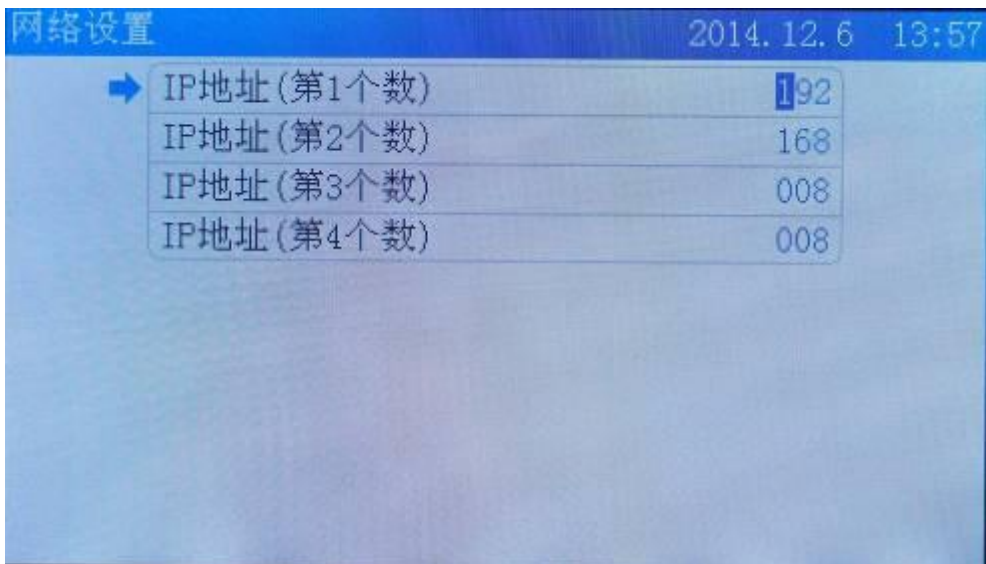 网络设置 2014.12.6 13:57
IP地址(第1个数) 192
IP地址(第2个数) 168
IP地址(第3个数) 008
IP地址(第4个数) 008